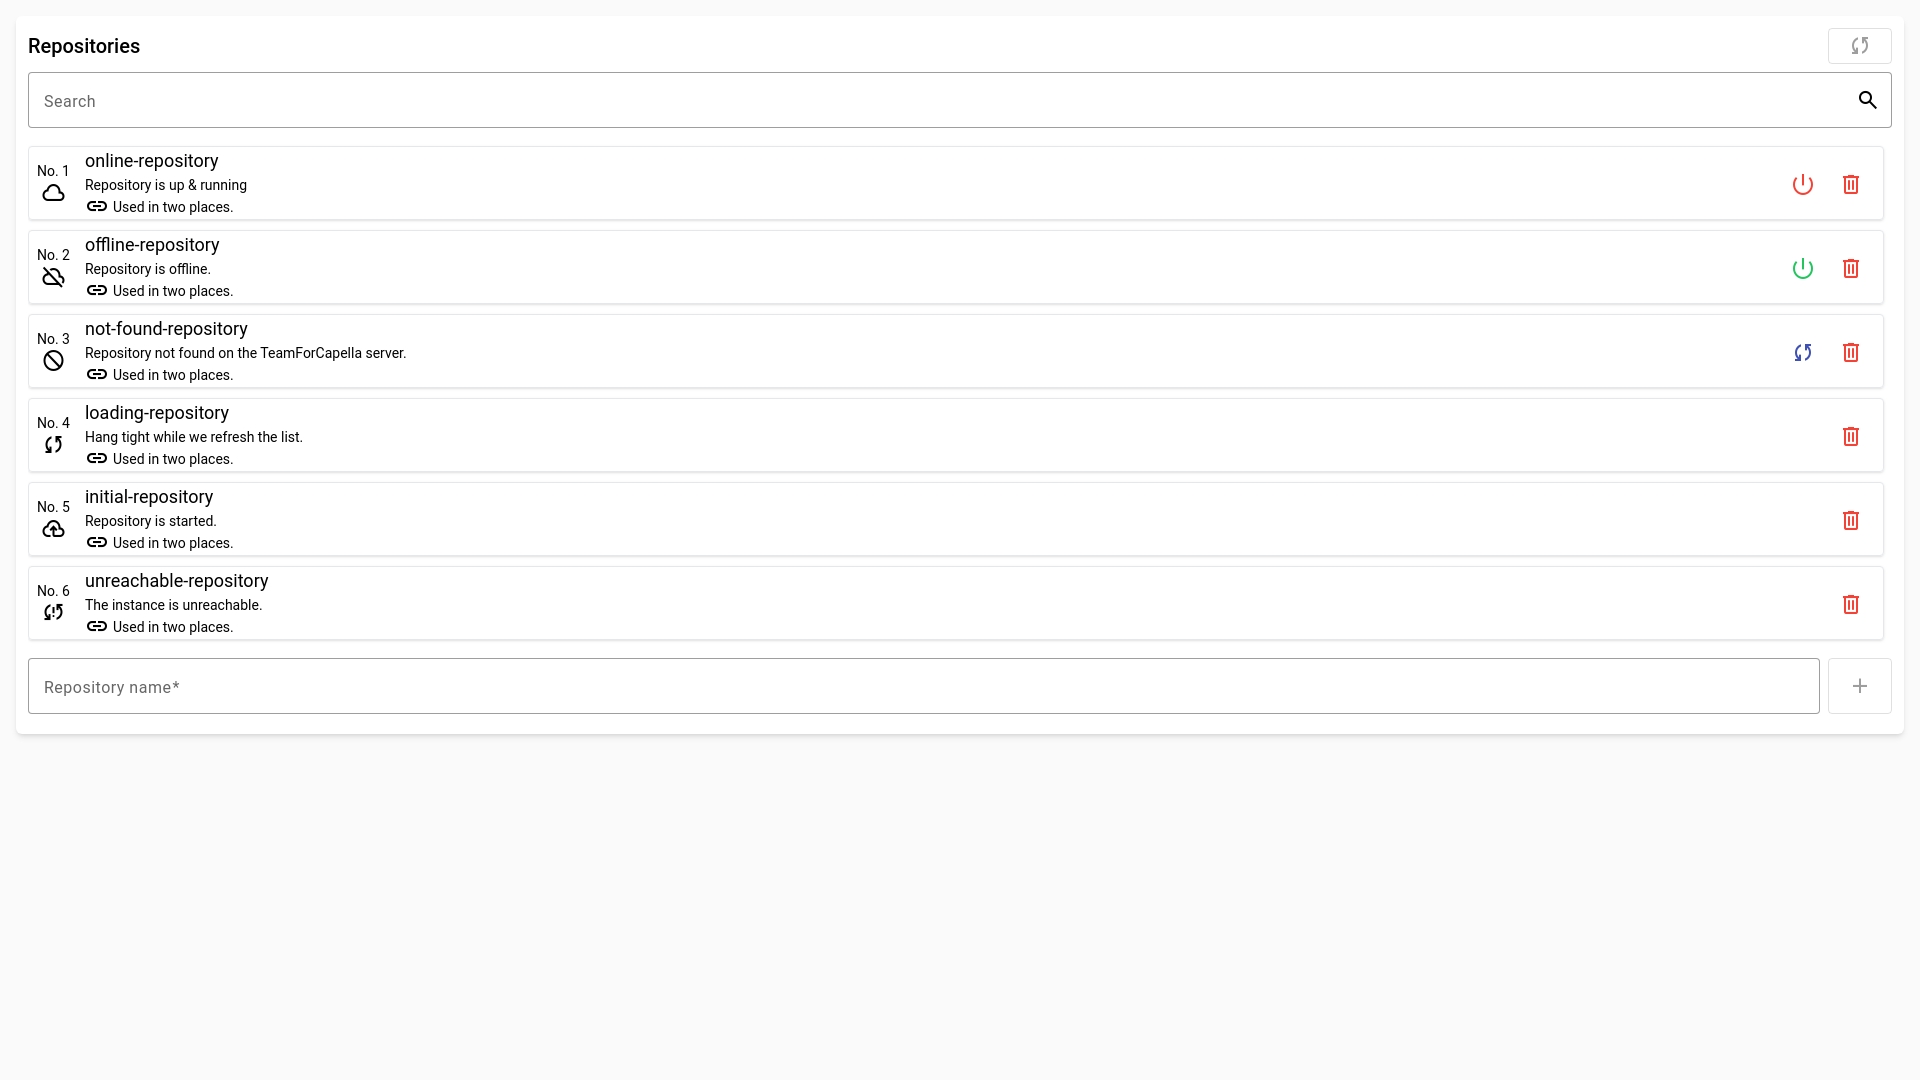 Repositories
Search
No. 1
online-repository
Repository is up & running
Used in two places.
No. 2
offline-repository
Repository is offline.
Used in two places.
No. 3
not-found-repository
Repository not found on the TeamForCapella server.
Used in two places.
No. 4
loading-repository
Hang tight while we refresh the list.
Used in two places.
No. 5
initial-repository
Repository is started.
Used in two places.
No. 6
unreachable-repository
The instance is unreachable.
Used in two places.
Repository name*